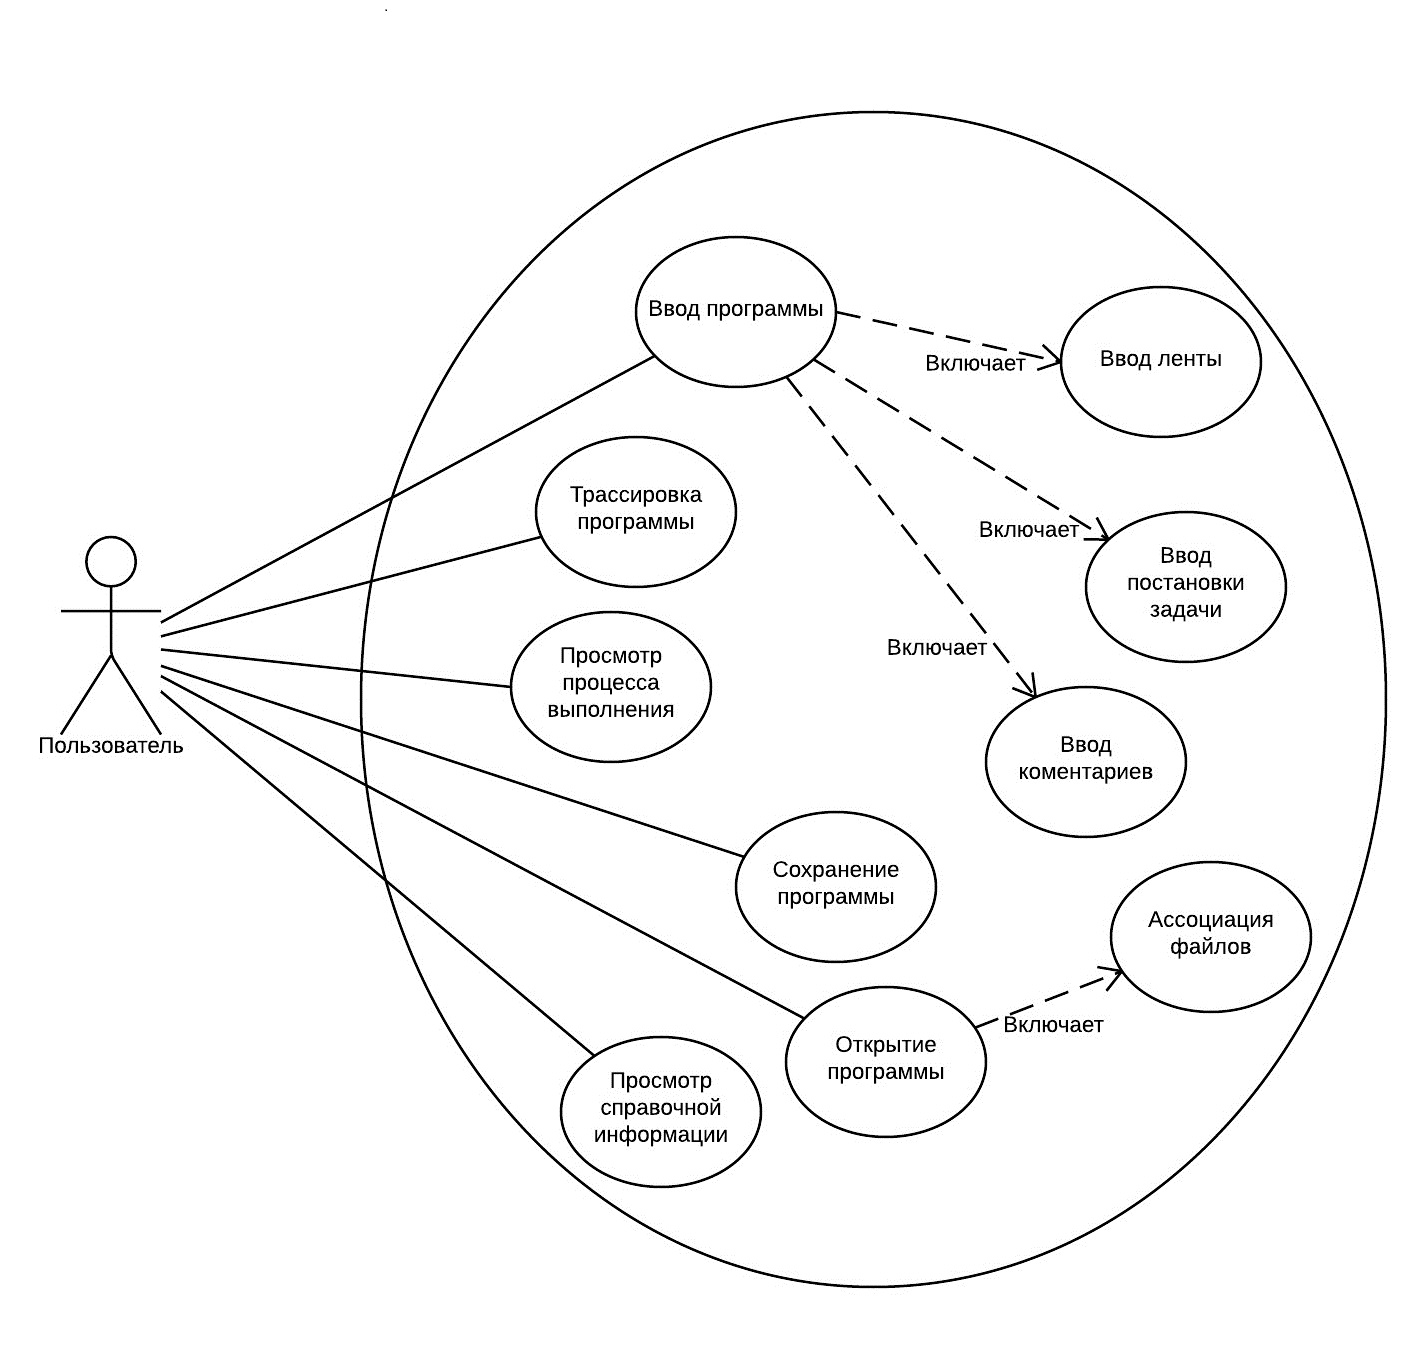 Ввод программы
Включает
Ввод ленты
Трассировка
программы
Включает
Ввод
постановки
задачи
Просмотр
процесса
выполнения
Включает
Пользователь
Ввод
коментариев
Сохранение
программы
Ассоциация
файлов
Включает
Открытие
программы
Просмотр
справочной
информации